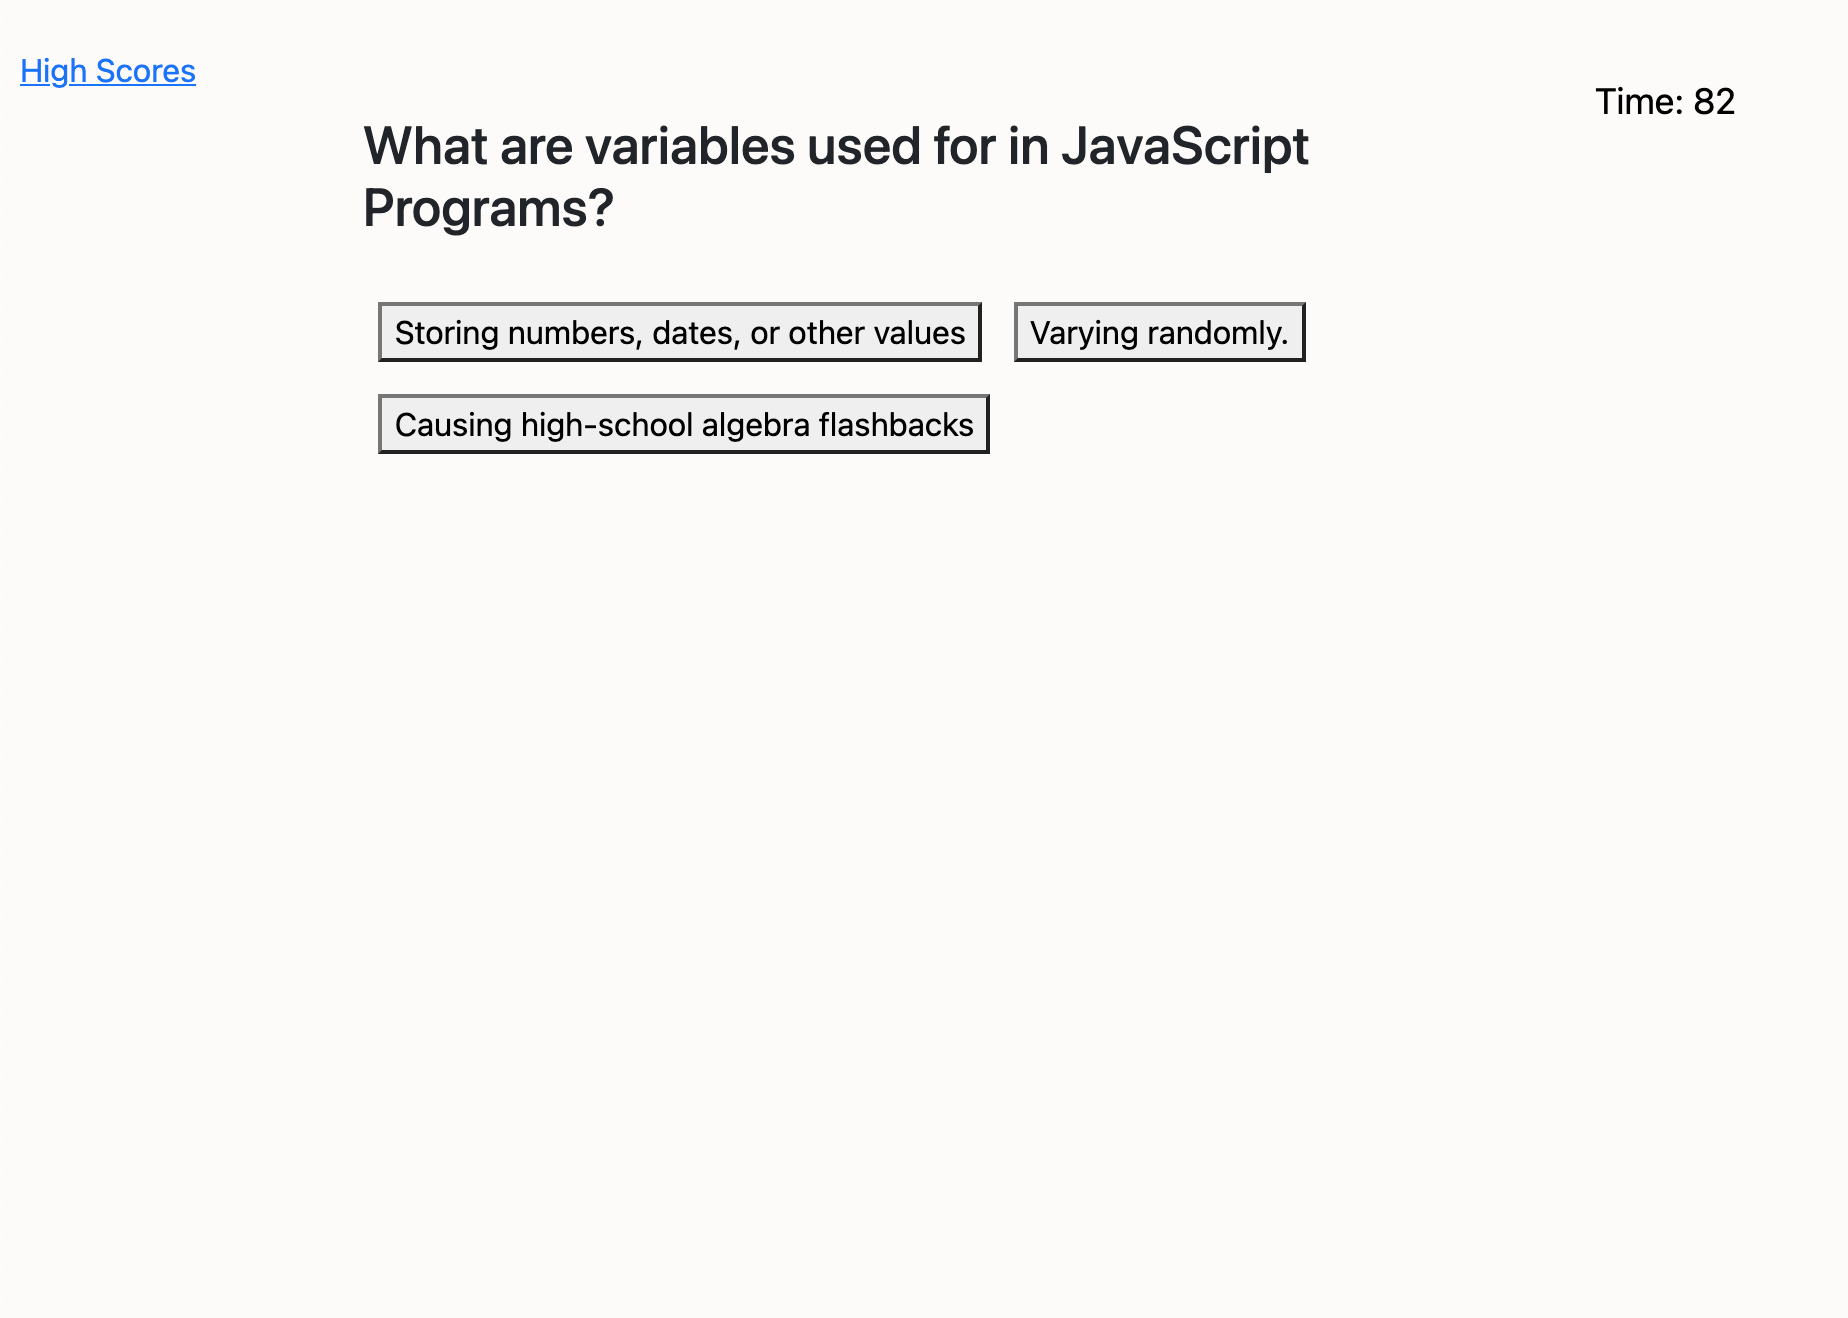 High Scores
Time: 82
What are variables used for in JavaScript
Programs?
Storing numbers, dates, or other values
Varying randomly.
Causing high-school algebra flashbacks